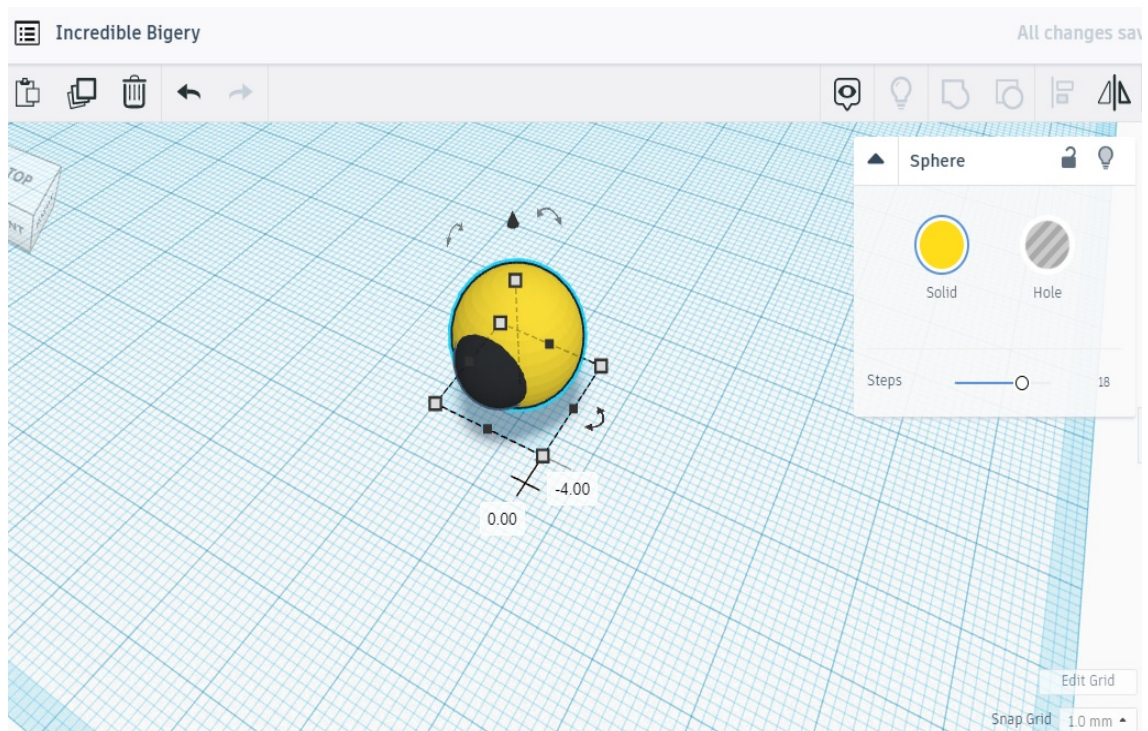 Incredible Bigery
All changes sav
TOP
NT
Sphere
Solid
Hole
Steps
18
-4.00
0.00
Edit Grid
Snap Grid
1.0 mm